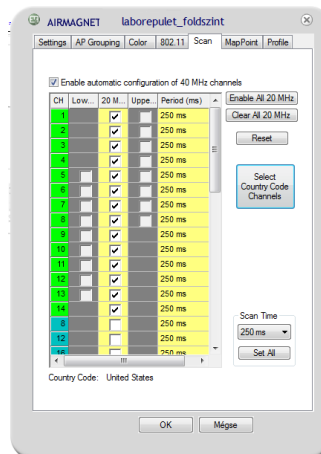 AIRMAGNET laborepulet_foldszint
Settings AP Grouping Color 802.11 Scan MapPoint Profile
Enable automatic configuration of 40 MHz channels
CH Low... 20 M... Uppe... Period (ms)
Enable All 20 MHz
1 250 ms
Clear All 20 MHz
2 250 ms
3 250 ms
Reset
4 250 ms
5 250 ms
6 250 ms
7 250 ms
8 250 ms
Select
Country Code
Channels
9 250 ms
10 250 ms
11 250 ms
12 250 ms
13 250 ms
14 250 ms
8 250 ms
12 250 ms
16 250 ms
Scan Time
250 ms
Set All
Country Code: United States
OK Mégse